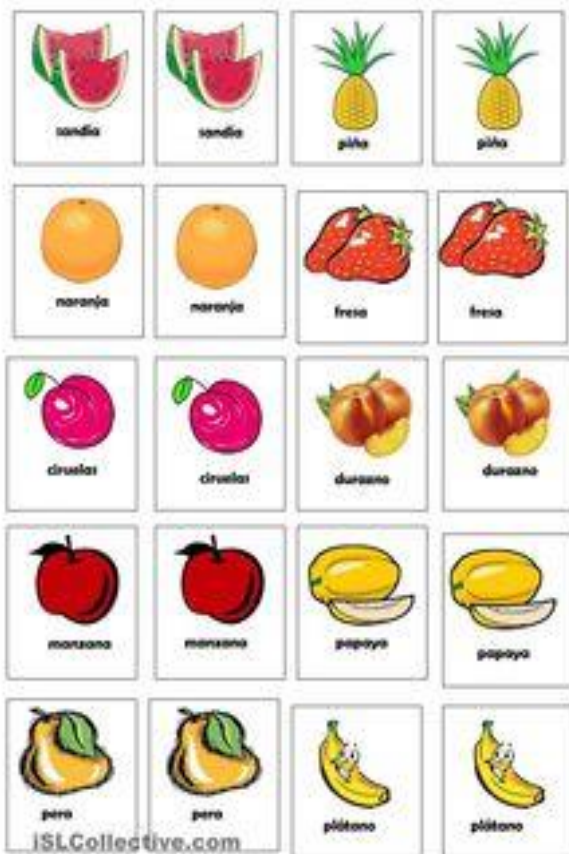 sandia
sandia
piña
piña
naranja
naranja
fresa
fresa
ciruelas
ciruelas
durazno
durazno
manzana
manzana
papaya
papaya
pera
pera
plátano
plátano
iSLCollective.com